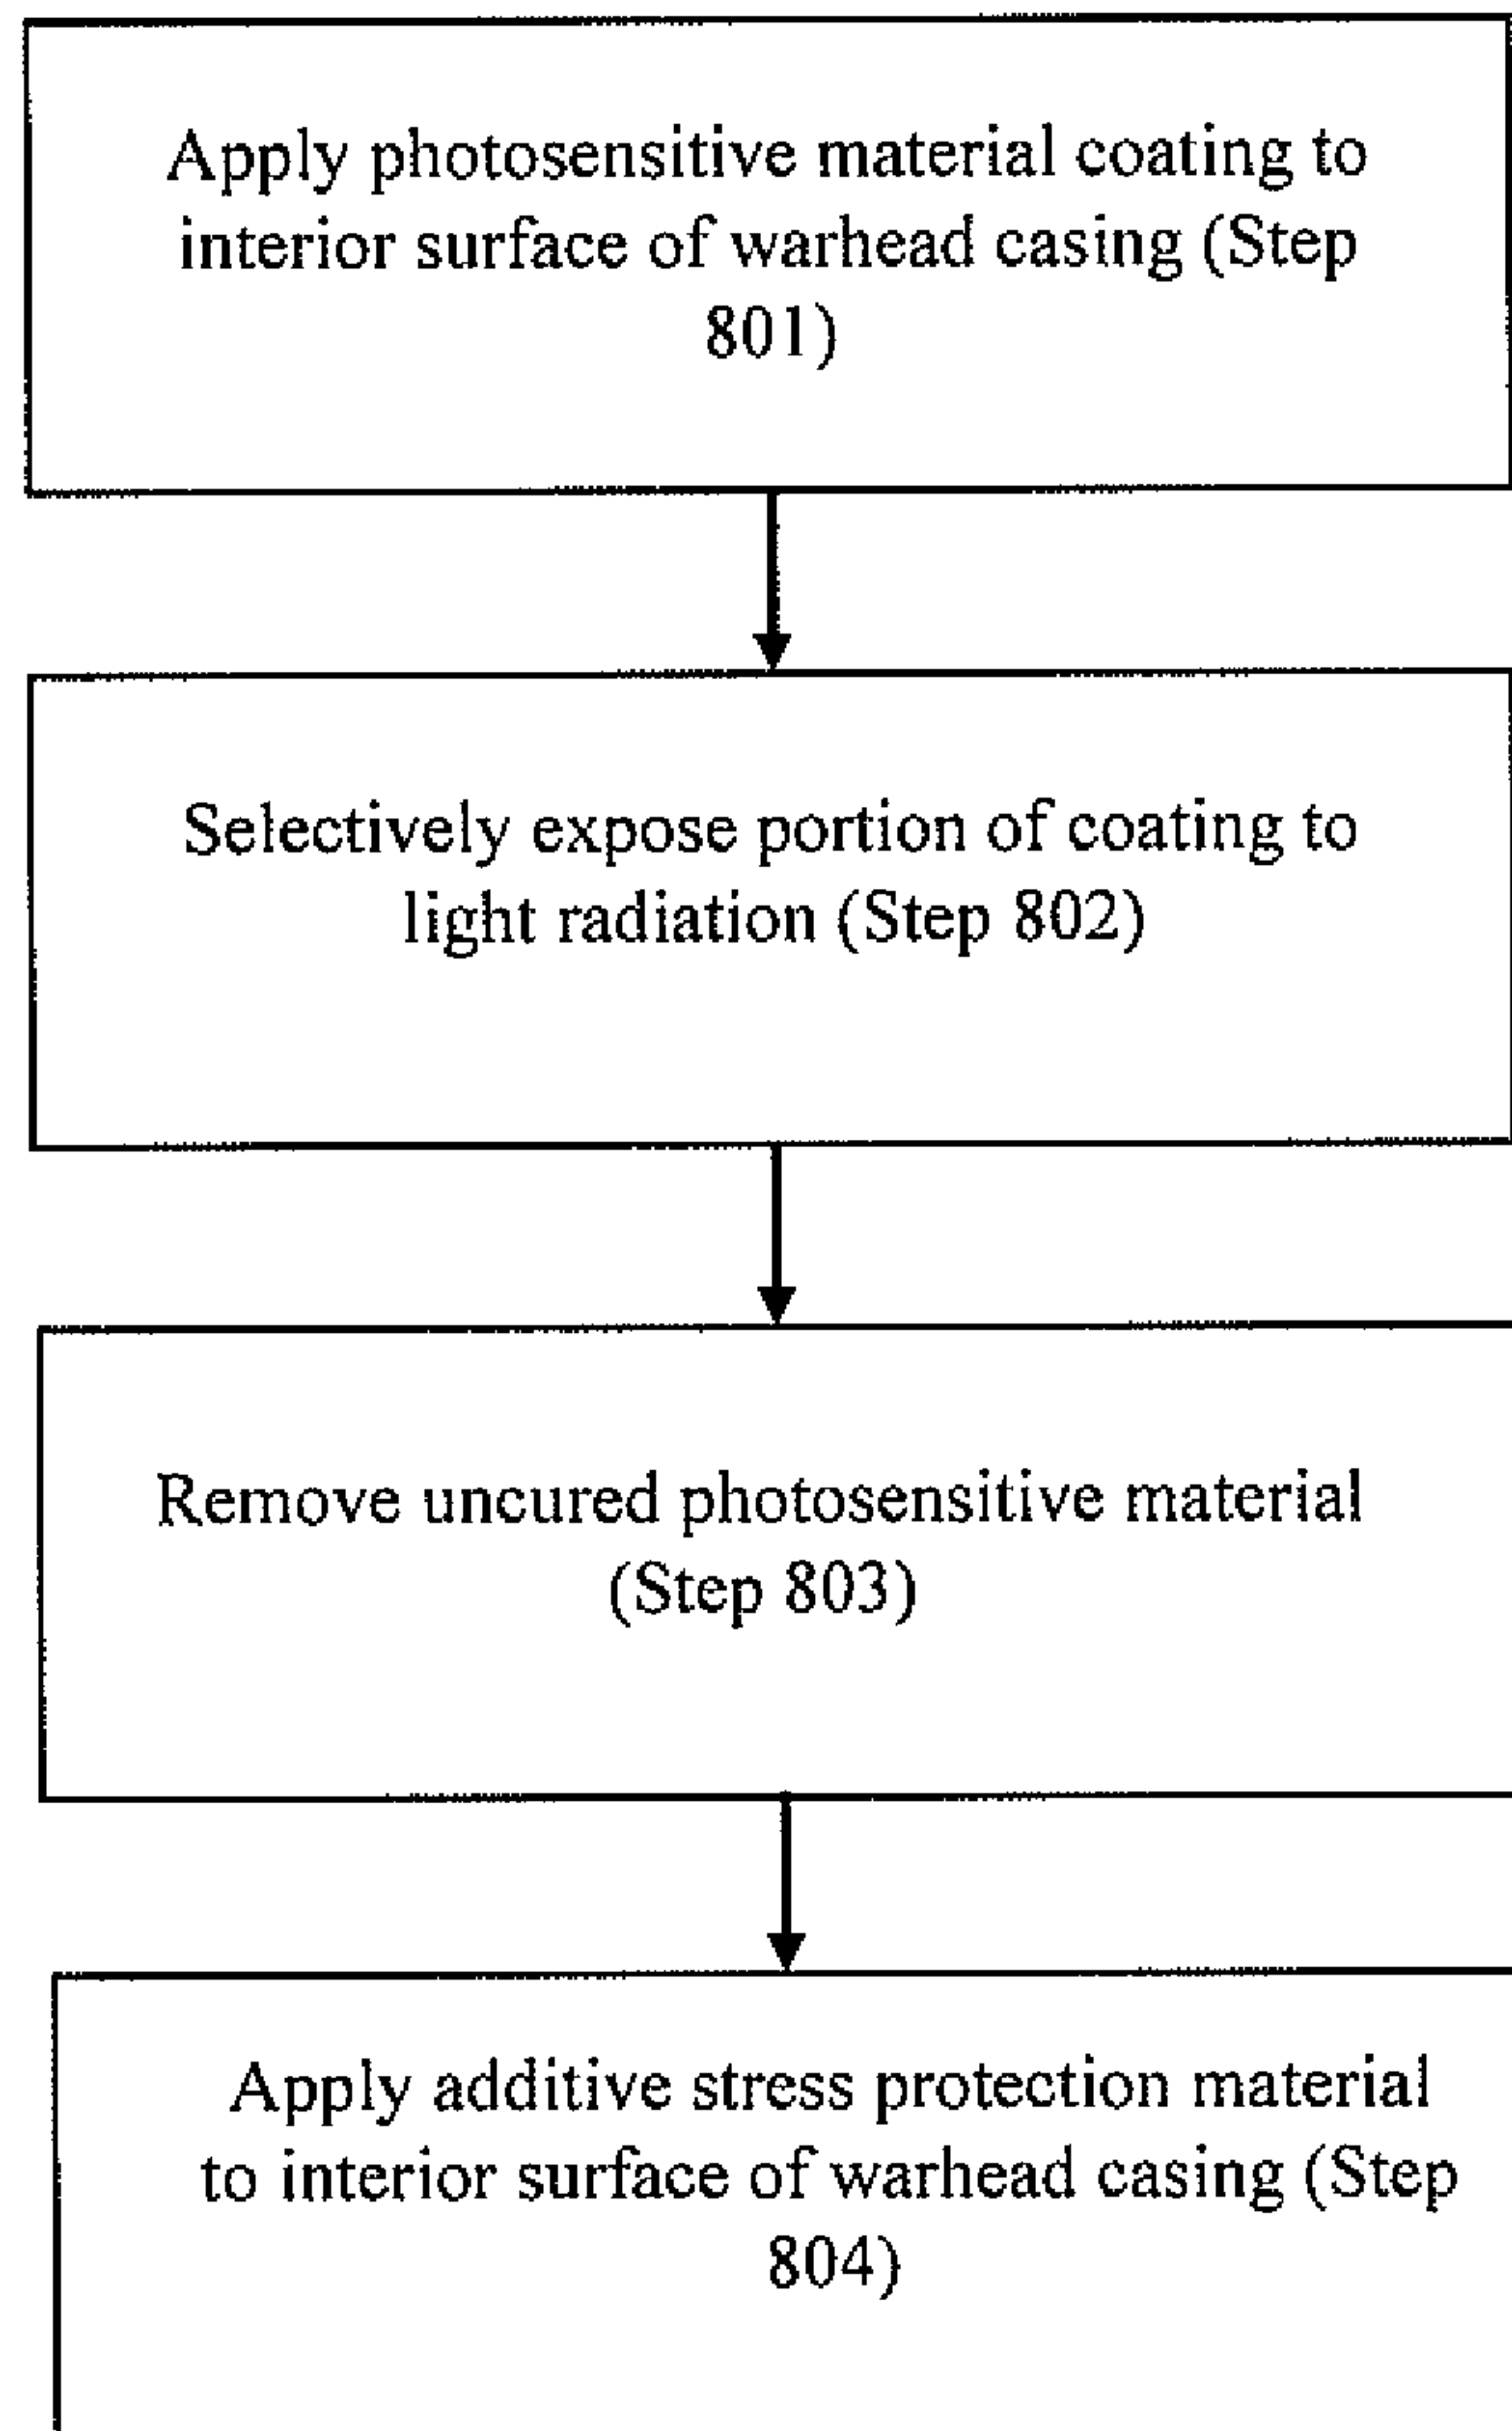 Apply photosensitive material coating to
interior surface of warhead casing (Step
801)
Selectively expose portion of coating to
light radiation (Step 802)
Remove uncured photosensitive material
(Step 803)
Apply additive stress protection material
to interior surface of warhead casing (Step
804)